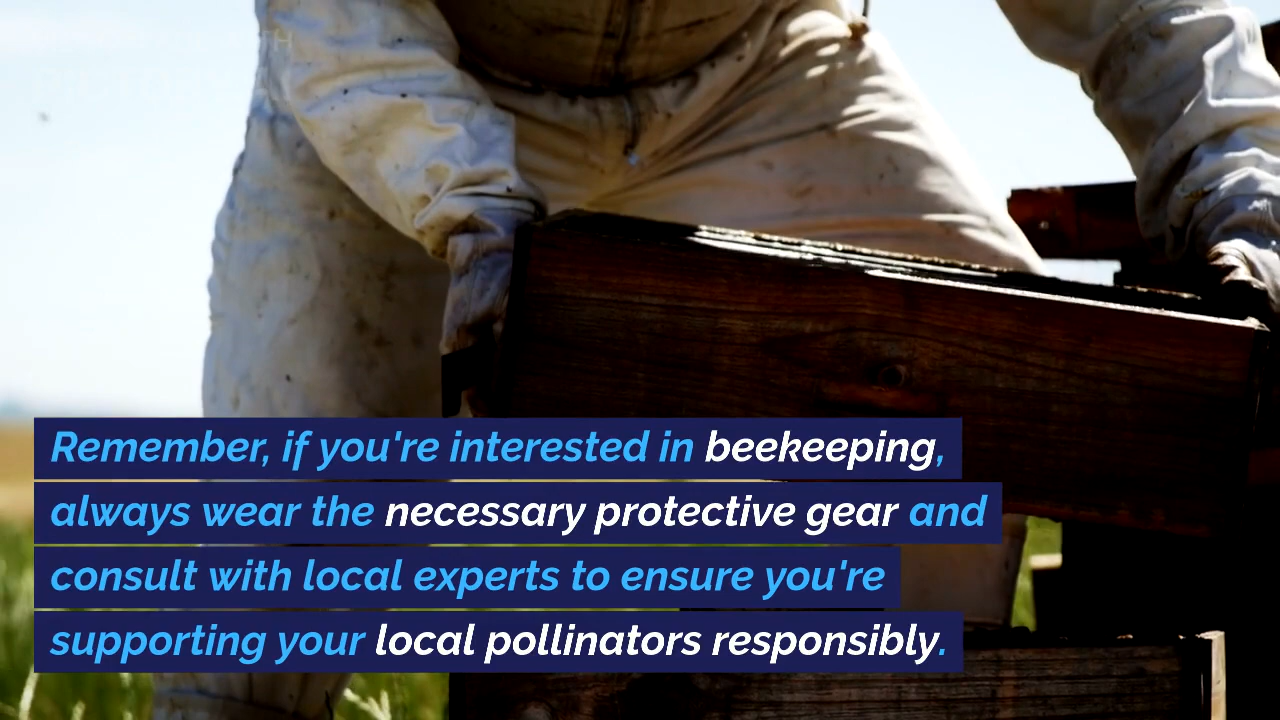 Remember, if you're interested in beekeeping,
always wear the necessary protective gear and
consult with local experts to ensure you're
supporting your local pollinators responsibly.